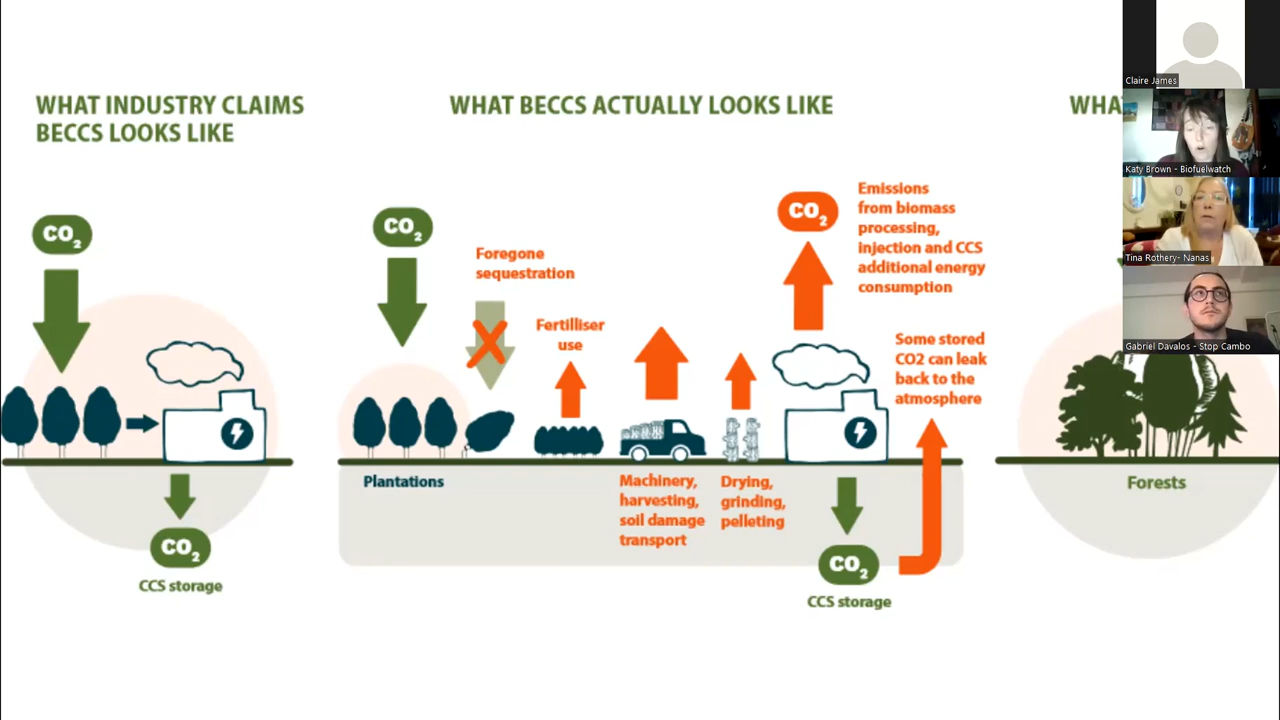 WHAT INDUSTRY CLAIMS
BECCS LOOKS LIKE
CO2
CO2
CCS storage
WHAT BECCS ACTUALLY LOOKS LIKE
CO2
Foregone
sequestration
Fertilliser
use
CO2
Emissions
from biomass
processing,
injection and CCS
additional energy
consumption
Some stored
CO2 can leak
back to the
atmosphere
Plantations
Machinery,
harvesting,
soil damage
transport
Drying,
grinding,
pelleting
CO2
CCS storage
WHA
Forests
Claire James
Katy Brown - Biofuelwatch
Tina Rothery- Nanas
Gabriel Davalos - Stop Cambo